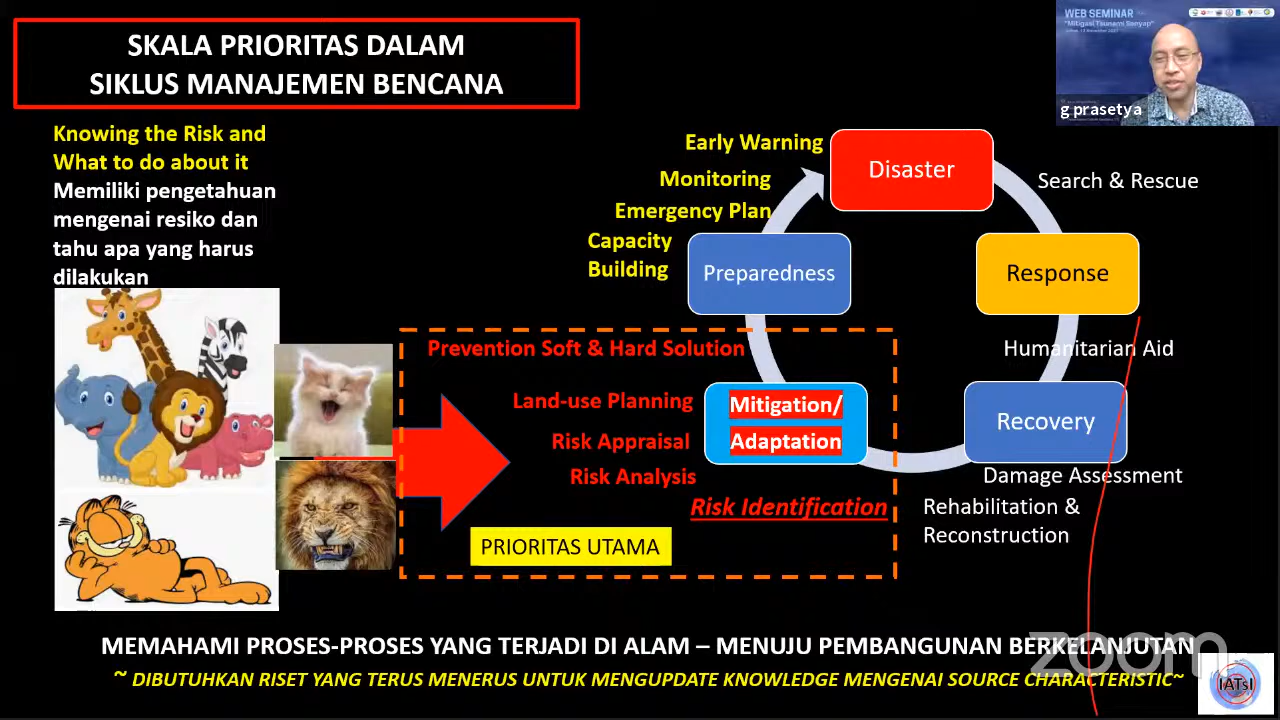 SKALA PRIORITAS DALAM
SIKLUS MANAJEMEN BENCANA
WEB SEMINAR
"Mitigasi Tsunami Senyap"
g prasetya
Knowing the Risk and
What to do about it
Memiliki pengetahuan
mengenai resiko dan
tahu apa yang harus
dilakukan
Early Warning
Monitoring
Emergency Plan
Capacity
Building
Disaster
Search & Rescue
Preparedness
Response
Humanitarian Aid
Prevention Soft & Hard Solution
Land-use Planning
Risk Appraisal
Risk Analysis
Risk Identification
Mitigation/
Adaptation
Recovery
Damage Assessment
Rehabilitation &
Reconstruction
PRIORITAS UTAMA
MEMAHAMI PROSES-PROSES YANG TERJADI DI ALAM – MENUJU PEMBANGUNAN BERKELANJUTAN
~ DIBUTUHKAN RISET YANG TERUS MENERUS UNTUK MENGUPDATE KNOWLEDGE MENGENAI SOURCE CHARACTERISTIC~
zoom
IATsI